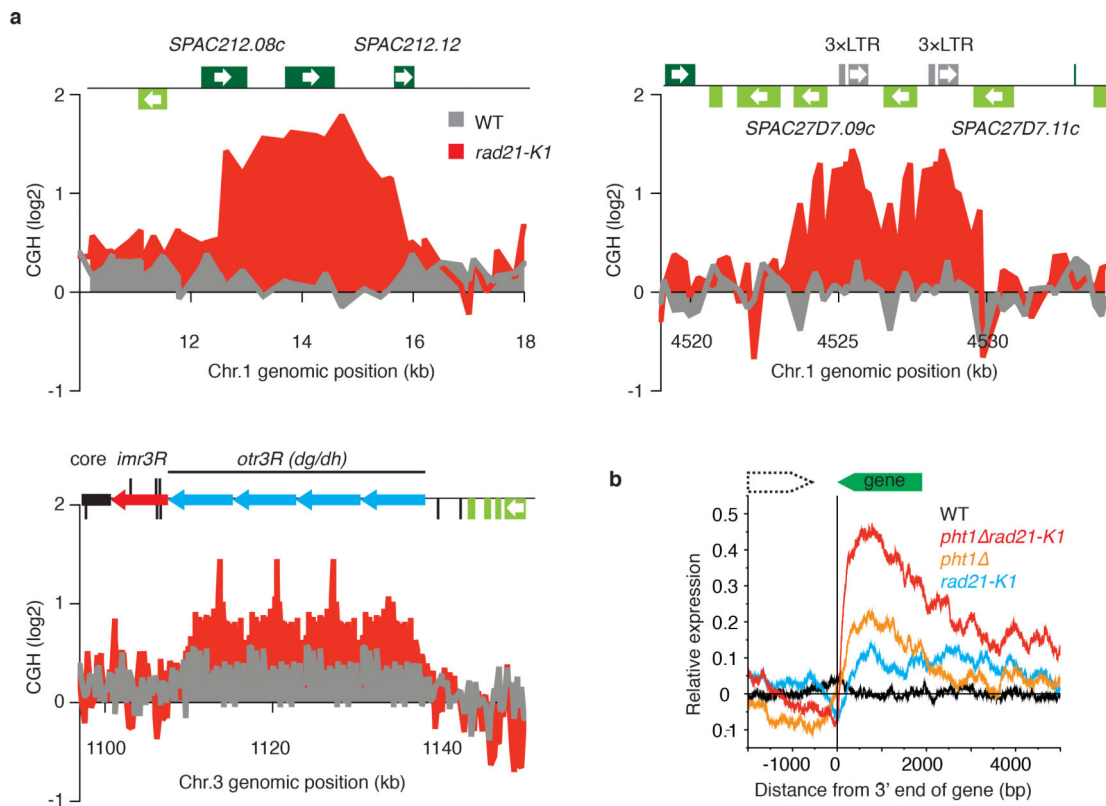 a
SPAC212.08c SPAC212.12
2
1
0
-1
CGH (log2)
WT
rad21-K1
12 14 16 18
Chr.1 genomic position (kb)
3×LTR 3×LTR
2
1
0
-1
CGH (log2)
SPAC27D7.09c SPAC27D7.11c
4520 4525 4530
Chr.1 genomic position (kb)
core imr3R otr3R (dg/dh)
2
1
0
-1
CGH (log2)
1100 1120 1140
Chr.3 genomic position (kb)
b
gene
WT
pht1Δrad21-K1
pht1Δ
rad21-K1
0.5
0.4
0.3
0.2
0.1
0
0.1
Relative expression
-1000 0 2000 4000
Distance from 3' end of gene (bp)